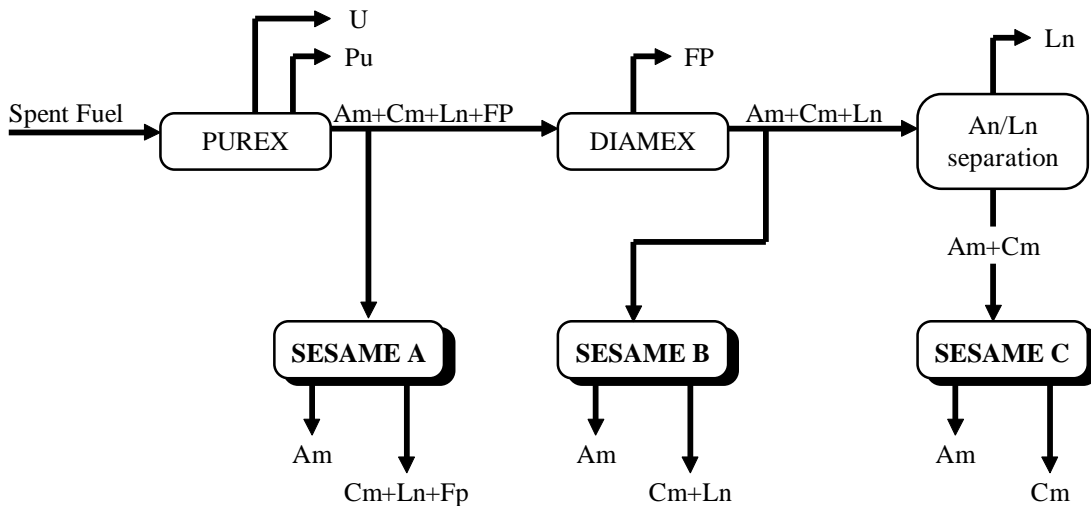 U
Pu
FP
Ln
Spent Fuel
PUREX
Am+Cm+Ln+FP
DIAMEX
Am+Cm+Ln
An/Ln
separation
Am+Cm
SESAME A
SESAME B
SESAME C
Am
Cm+Ln+Fp
Am
Cm+Ln
Am
Cm